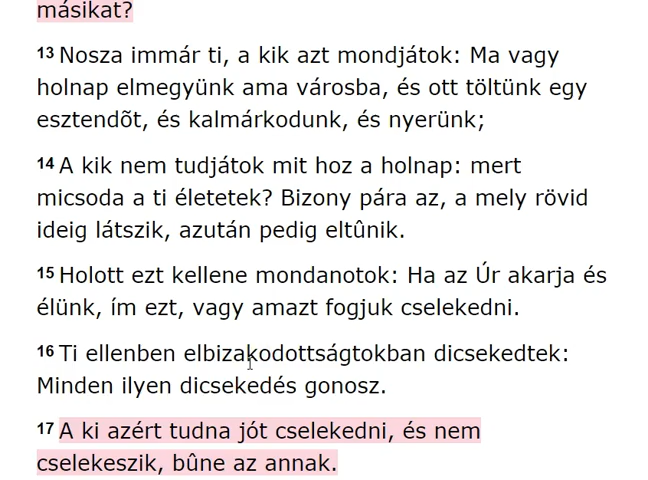 másikat?
13 Nosza immár ti, a kik azt mondjátok: Ma vagy
holnap elmegyünk ama városba, és ott töltünk egy
esztendõt, és kalmárkodunk, és nyerünk;
14 A kik nem tudjátok mit hoz a holnap: mert
micsoda a ti életetek? Bizony pára az, a mely rövid
ideig látszik, azután pedig eltûnik.
15 Holott ezt kellene mondanotok: Ha az Úr akarja és
élünk, ím ezt, vagy amazt fogjuk cselekedni.
16 Ti ellenben elbizakodottságtokban dicsekedtek:
Minden ilyen dicsekedés gonosz.
17 A ki azért tudna jót cselekedni, és nem
cselekeszik, bûne az annak.